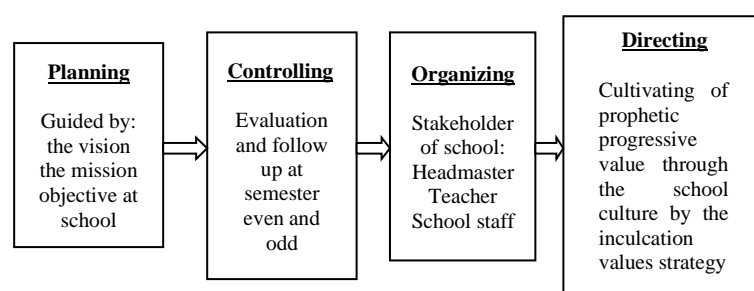 Planning
Guided by:
the vision
the mission
objective at
school
Controlling
Evaluation
and follow
up at
semester
even and
odd
Organizing
Stakeholder
of school:
Headmaster
Teacher
School staff
Directing
Cultivating of
prophetic
progressive
value through
the school
culture by the
inculcation
values strategy